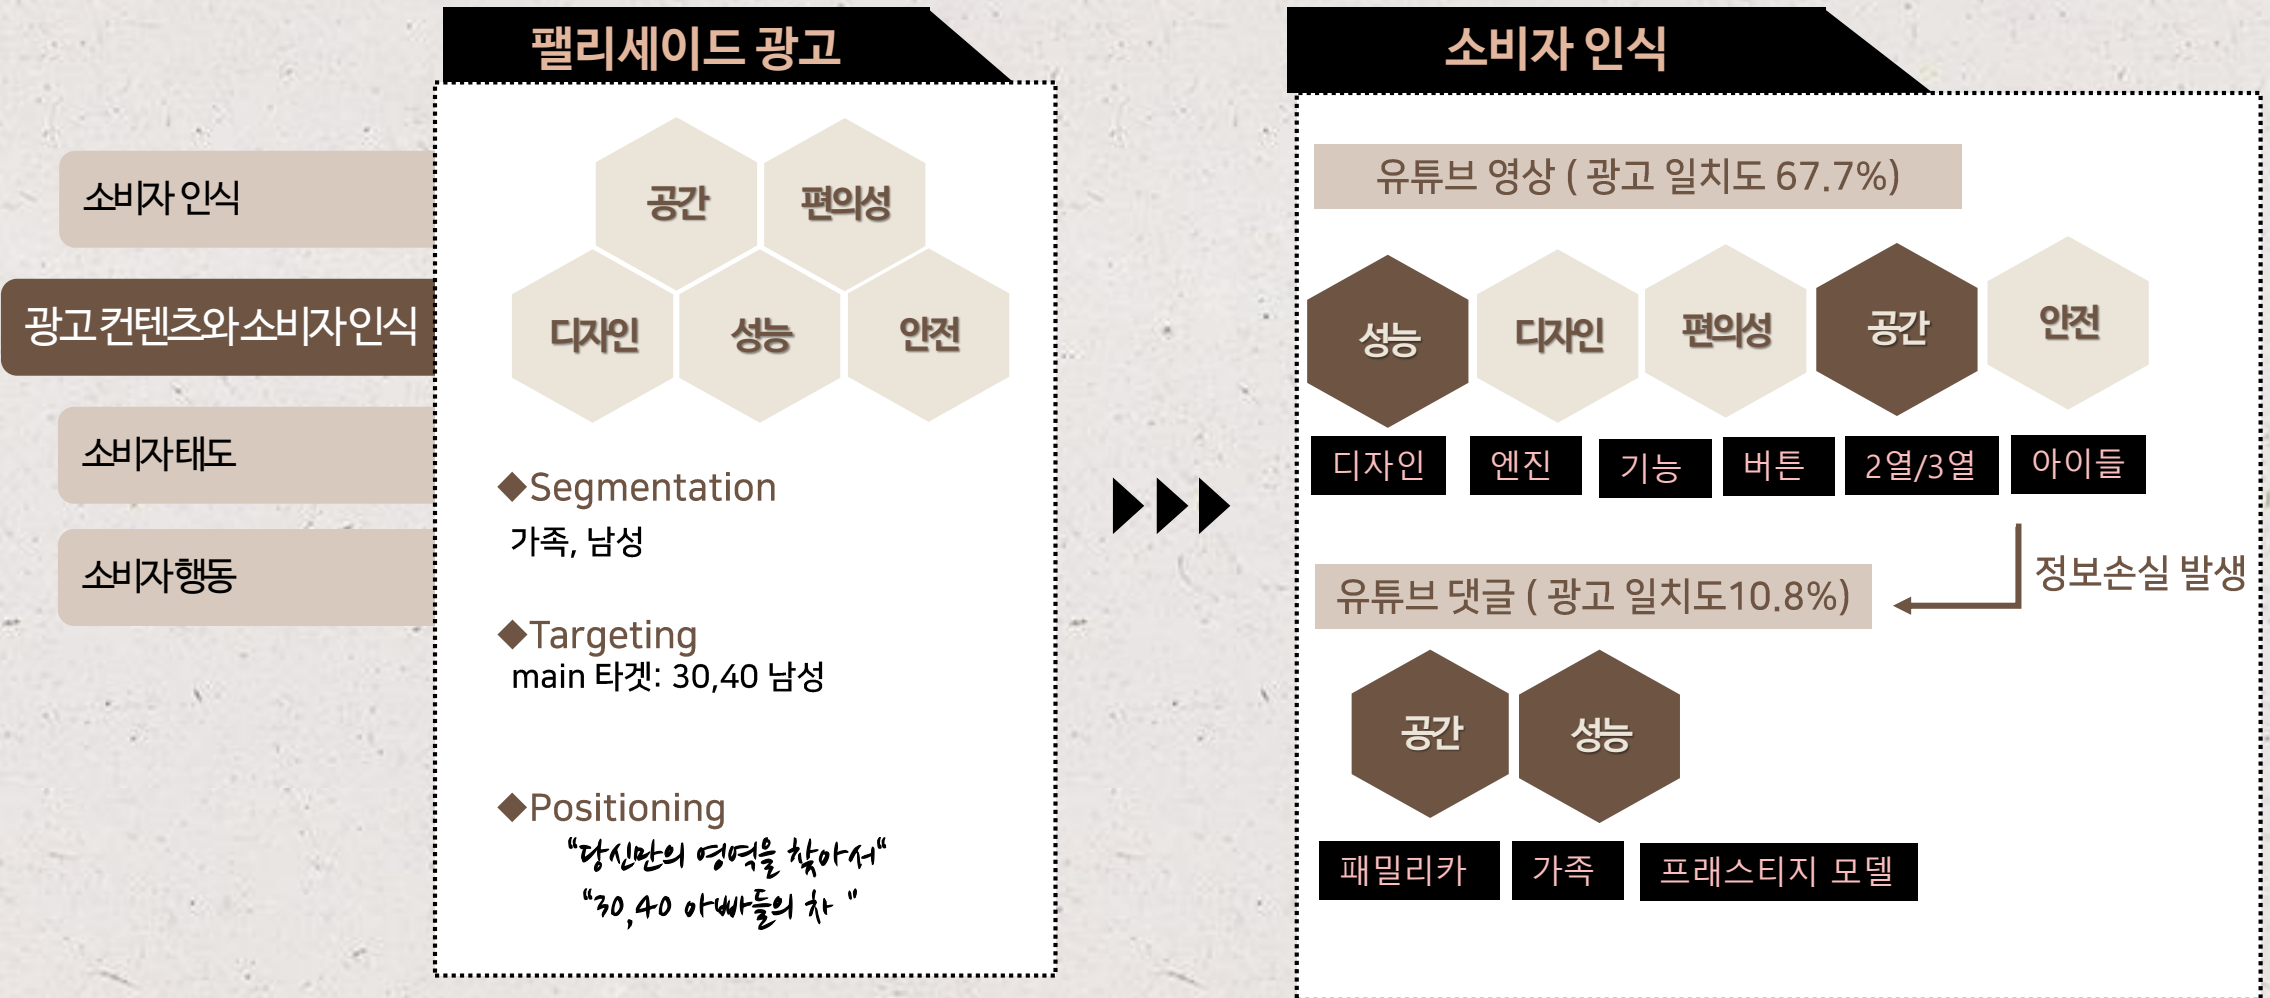 소비자 인식
광고 컨텐츠와 소비자 인식
소비자 태도
소비자 행동
팰리세이드 광고
공간 편의성
디자인 성능 안전
◆Segmentation
가족, 남성
◆Targeting
main 타겟: 30,40 남성
◆Positioning
“당신만의 영역을 찾아서“
“30,40 아빠들의 차 "
소비자 인식
유튜브 영상 ( 광고 일치도 67.7%)
성능 디자인 편의성 공간 안전
디자인 엔진 기능 버튼 2열/3열 아이들
정보손실 발생
유튜브 댓글 ( 광고 일치도10.8%)
공간 성능
패밀리카 가족 프래스티지 모델